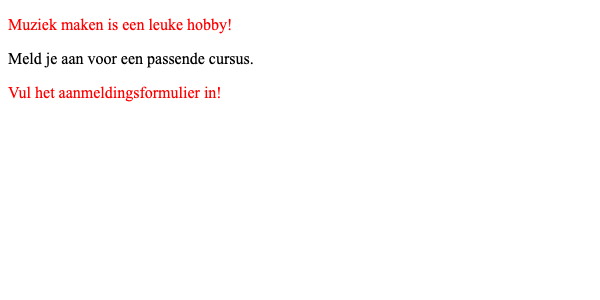 Muziek maken is een leuke hobby!
Meld je aan voor een passende cursus.
Vul het aanmeldingsformulier in!